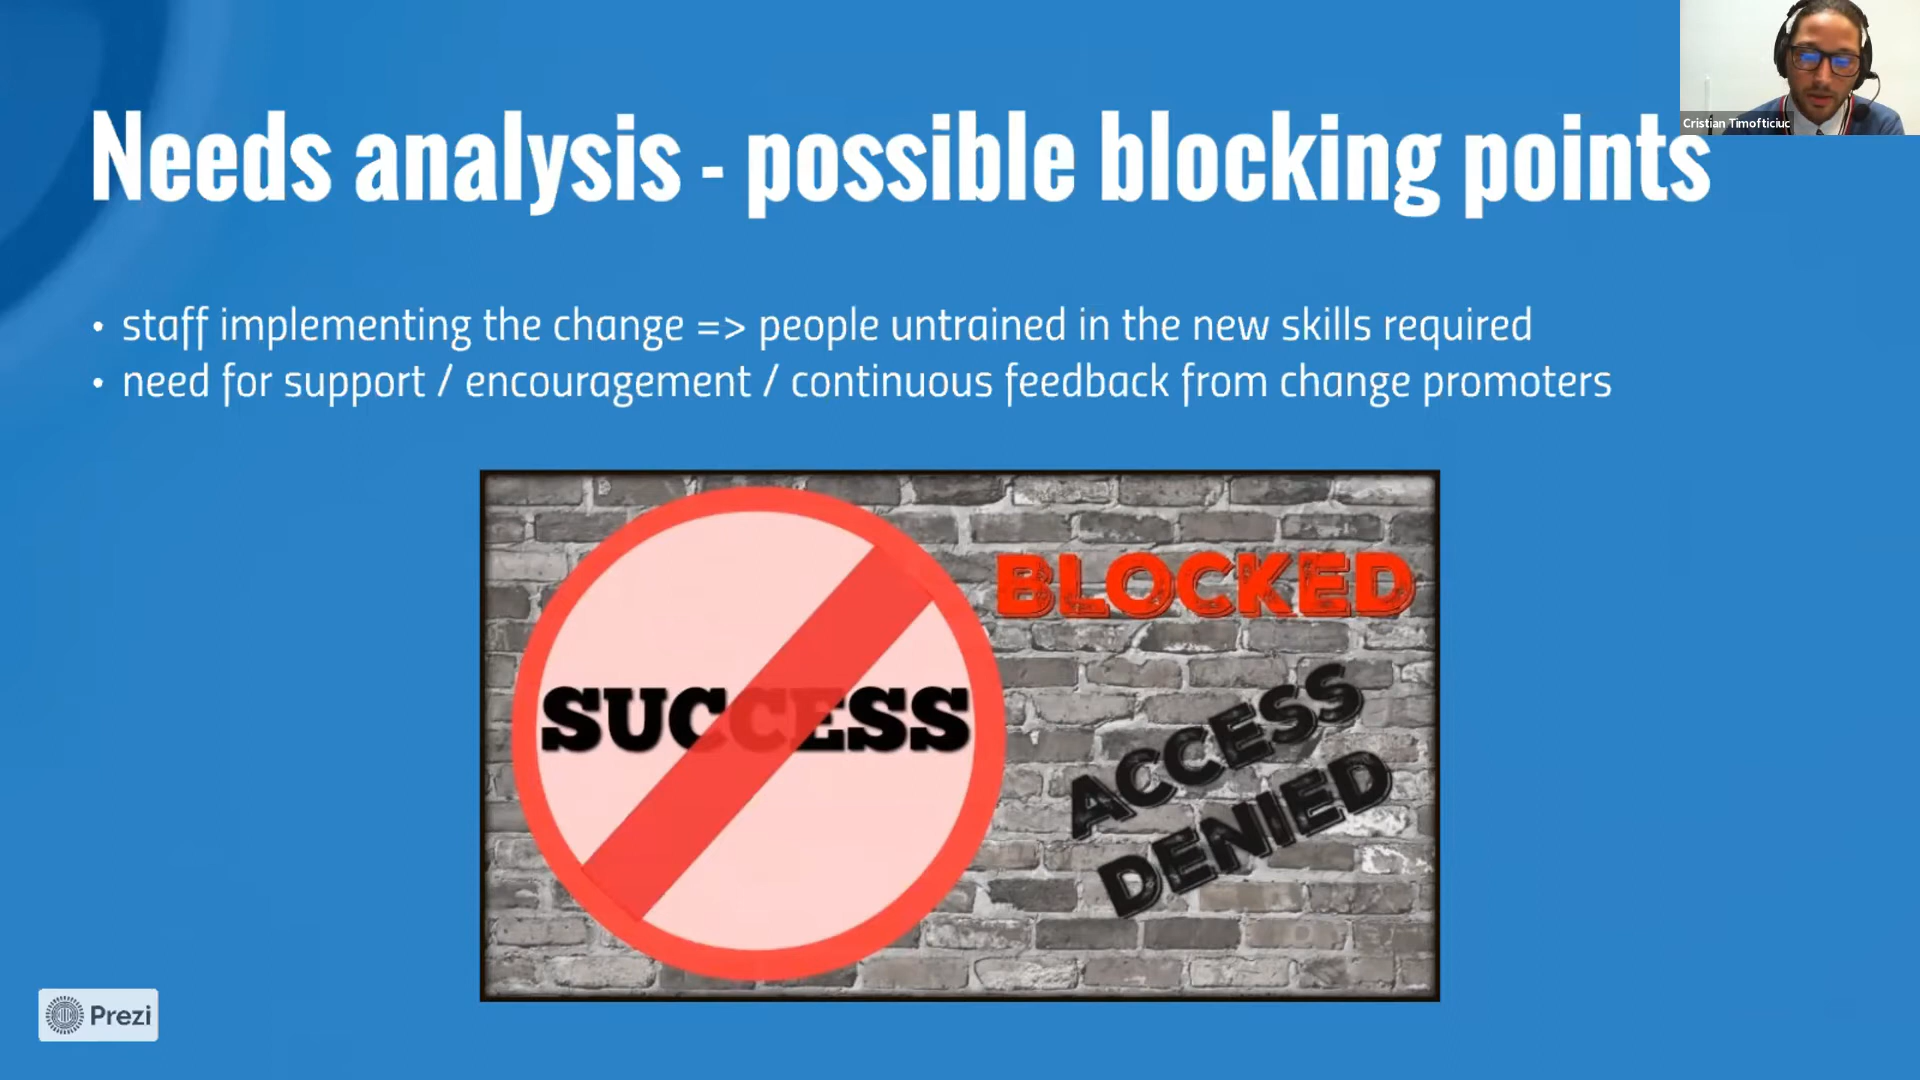 Cristian Timofticiuc
Needs analysis - possible blocking points
• staff implementing the change => people untrained in the new skills required
• need for support / encouragement / continuous feedback from change promoters
BLOCKED
SUCCESS
ACCESS
DENIED
Prezi